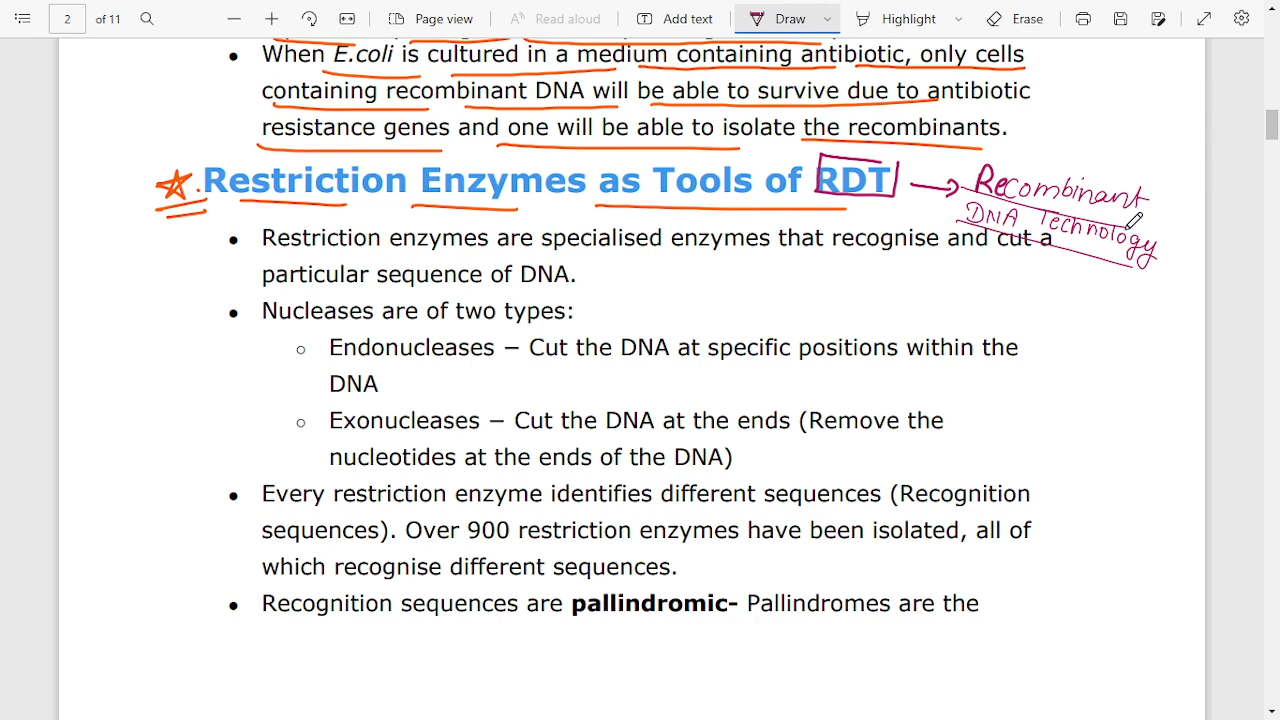 2 of 11 Page view Read aloud Add text Draw Highlight Erase
When E.coli is cultured in a medium containing antibiotic, only cells
containing recombinant DNA will be able to survive due to antibiotic
resistance genes and one will be able to isolate the recombinants.
Restriction Enzymes as Tools of RDT
Recombinant
DNA Technology
Restriction enzymes are specialised enzymes that recognise and cut a
particular sequence of DNA.
Nucleases are of two types:
Endonucleases − Cut the DNA at specific positions within the
DNA
Exonucleases − Cut the DNA at the ends (Remove the
nucleotides at the ends of the DNA)
Every restriction enzyme identifies different sequences (Recognition
sequences). Over 900 restriction enzymes have been isolated, all of
which recognise different sequences.
Recognition sequences are pallindromic- Pallindromes are the